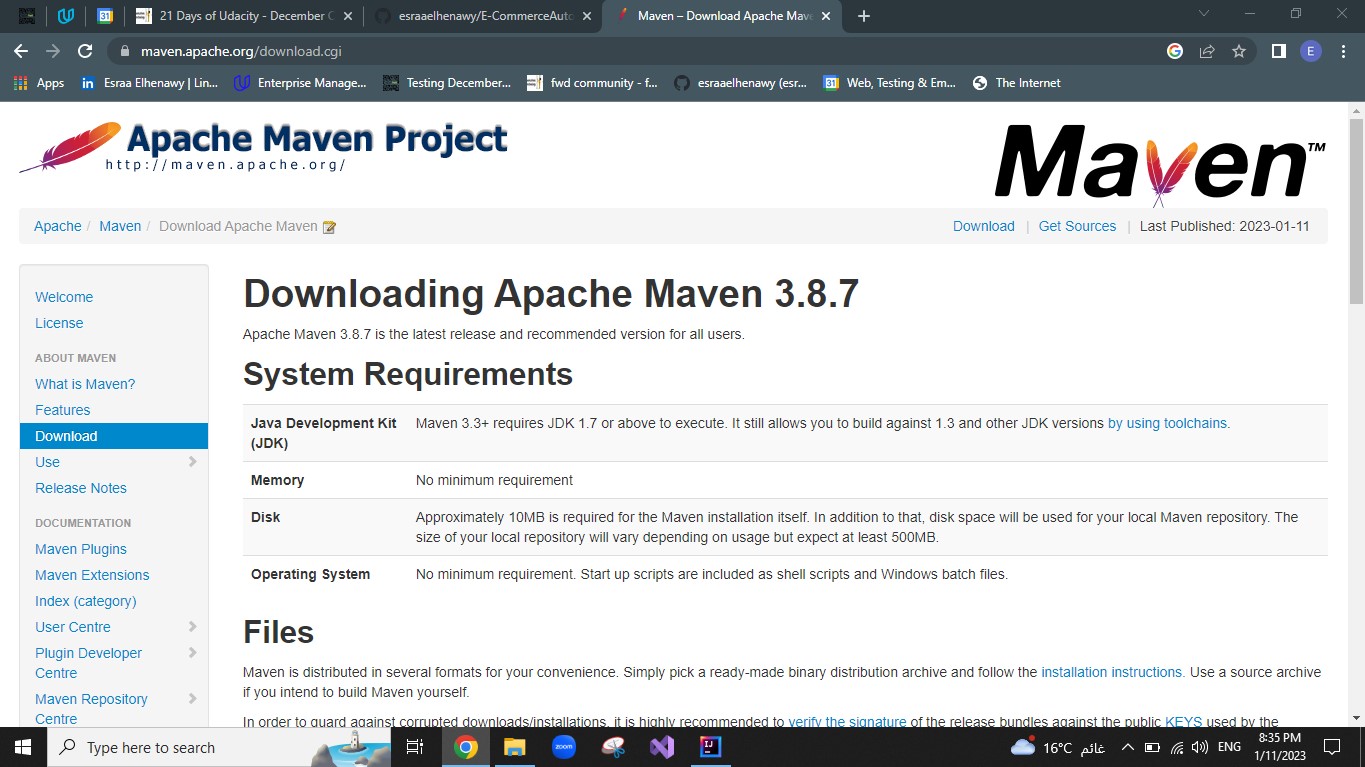 21 Days of Udacity - December C
esraaelhenawy/E-CommerceAuto
Maven – Download Apache Mav
maven.apache.org/download.cgi
E
Apps
Esraa Elhenawy | Lin...
Enterprise Manage...
Testing December...
fwd community - f...
esraaelhenawy (esr...
Web, Testing & Em...
The Internet
Apache Maven Project
http://maven.apache.org/
Maven™
Apache / Maven / Download Apache Maven
Download | Get Sources | Last Published: 2023-01-11
Welcome
License
ABOUT MAVEN
What is Maven?
Features
Download
Use
Release Notes
DOCUMENTATION
Maven Plugins
Maven Extensions
Index (category)
User Centre
Plugin Developer
Centre
Maven Repository
Centre
Downloading Apache Maven 3.8.7
Apache Maven 3.8.7 is the latest release and recommended version for all users.
System Requirements
Java Development Kit
(JDK)
Maven 3.3+ requires JDK 1.7 or above to execute. It still allows you to build against 1.3 and other JDK versions by using toolchains.
Memory
No minimum requirement
Disk
Approximately 10MB is required for the Maven installation itself. In addition to that, disk space will be used for your local Maven repository. The
size of your local repository will vary depending on usage but expect at least 500MB.
Operating System
No minimum requirement. Start up scripts are included as shell scripts and Windows batch files.
Files
Maven is distributed in several formats for your convenience. Simply pick a ready-made binary distribution archive and follow the installation instructions. Use a source archive
if you intend to build Maven yourself.
In order to guard against corrupted downloads/installations, it is highly recommended to verify the signature of the release bundles against the public KEYS used by the
Type here to search
zoom
IJ
16°C غائم
ENG
8:35 PM
1/11/2023